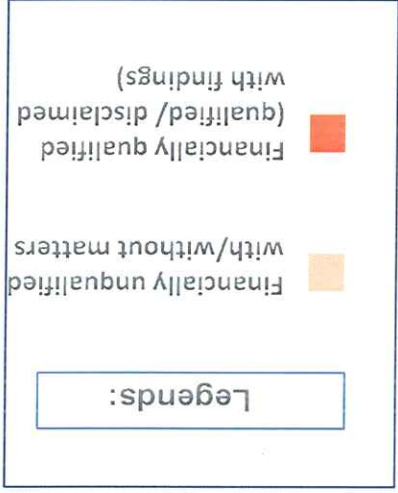 Legends:
Financially unqualified
with/without matters
Financially qualified
(qualified/ disclaimed
with findings)